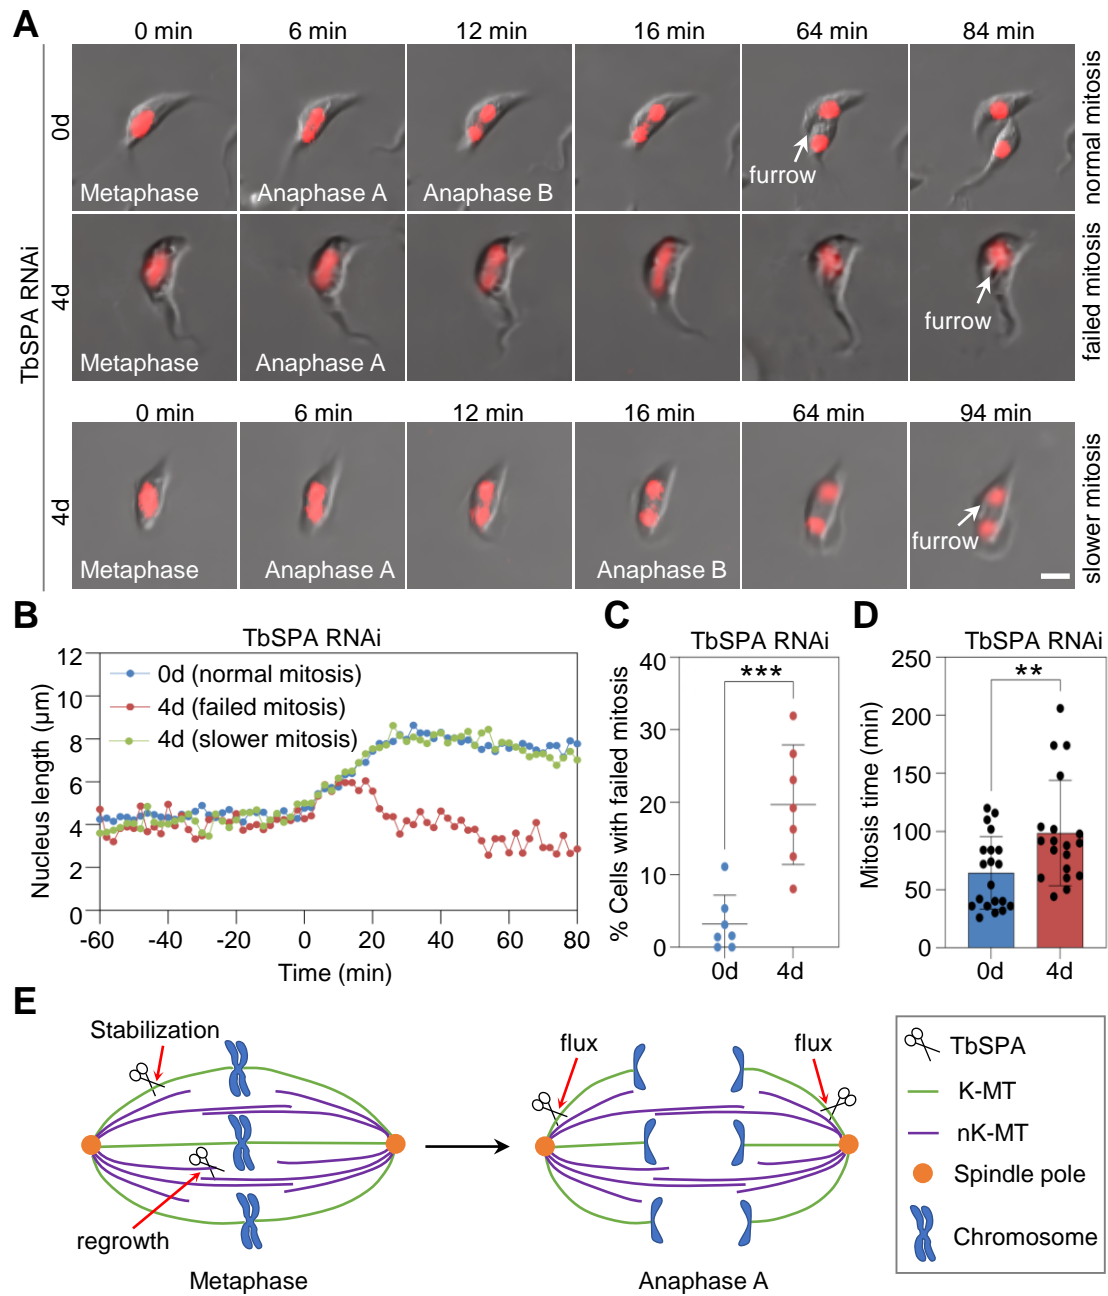 A
0 min 6 min 12 min 16 min 64 min 84 min
TbSPA RNAi
0d
Metaphase
Anaphase A
Anaphase B
furrow
normal mitosis
4d
Metaphase
Anaphase A
furrow
failed mitosis
0 min 6 min 12 min 16 min 64 min 94 min
4d
Metaphase
Anaphase A
Anaphase B
furrow
slower mitosis
B
TbSPA RNAi
Nucleus length (μm)
12
10
8
6
4
2
0
0d (normal mitosis)
4d (failed mitosis)
4d (slower mitosis)
-60 -40 -20 0 20 40 60 80
Time (min)
C
TbSPA RNAi
% Cells with failed mitosis
40
30
20
10
0
***
0d 4d
D
TbSPA RNAi
Mitosis time (min)
250
200
150
100
50
0
**
0d 4d
E
Stabilization
regrowth
Metaphase
flux
flux
Anaphase A
TbSPA
K-MT
nK-MT
Spindle pole
Chromosome